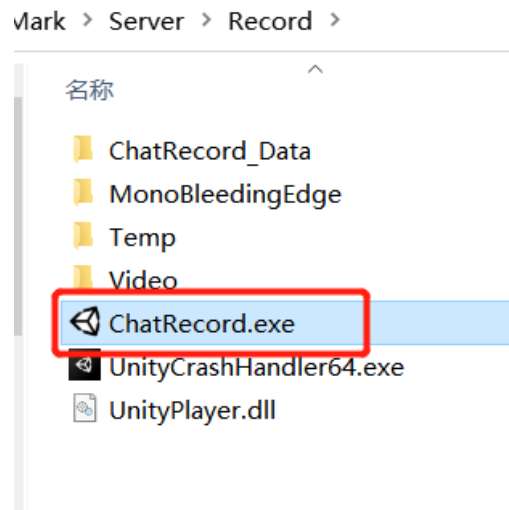 Mark > Server > Record >
名称
ChatRecord_Data
MonoBleedingEdge
Temp
Video
ChatRecord.exe
UnityCrashHandler64.exe
UnityPlayer.dll